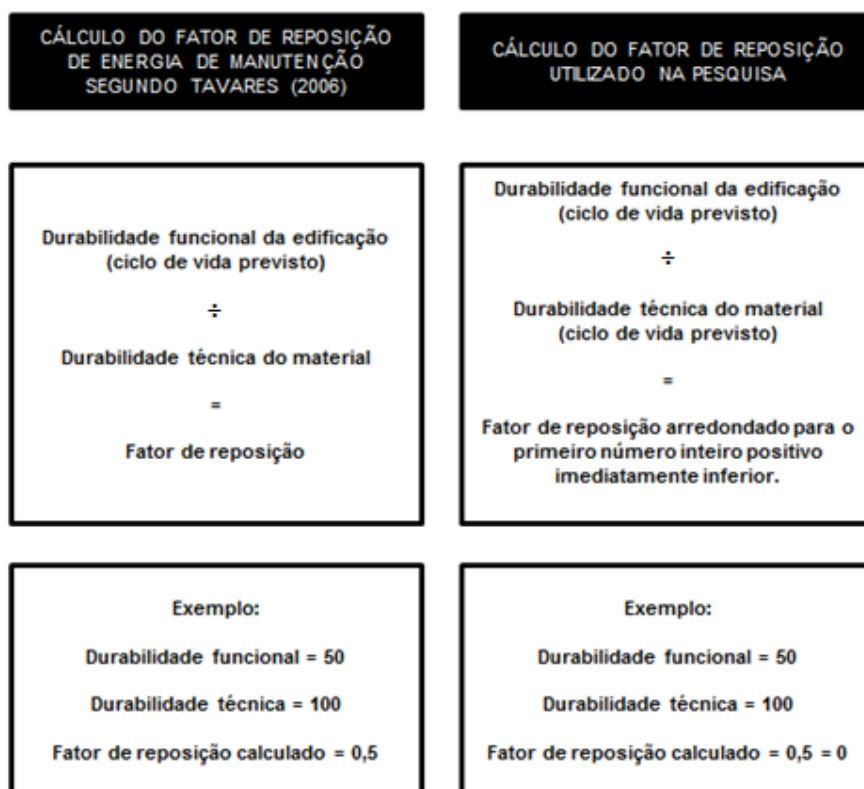 CÁLCULO DO FATOR DE REPOSIÇÃO
DE ENERGIA DE MANUTENÇÃO
SEGUNDO TAVARES (2006)
Durabilidade funcional da edificação
(ciclo de vida previsto)
÷
Durabilidade técnica do material
=
Fator de reposição
Exemplo:
Durabilidade funcional = 50
Durabilidade técnica = 100
Fator de reposição calculado = 0,5
CÁLCULO DO FATOR DE REPOSIÇÃO
UTILIZADO NA PESQUISA
Durabilidade funcional da edificação
(ciclo de vida previsto)
÷
Durabilidade técnica do material
(ciclo de vida previsto)
=
Fator de reposição arredondado para o
primeiro número inteiro positivo
imediatamente inferior.
Exemplo:
Durabilidade funcional = 50
Durabilidade técnica = 100
Fator de reposição calculado = 0,5 = 0